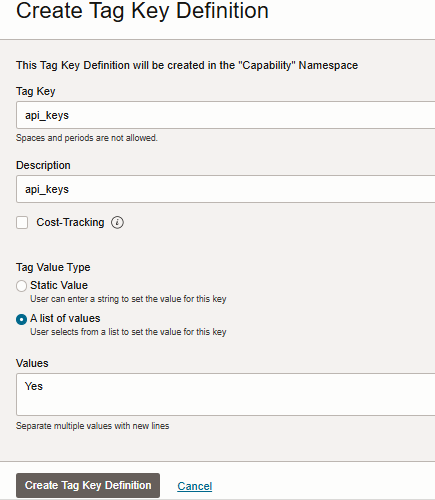 Create Tag Key Definition
This Tag Key Definition will be created in the "Capability" Namespace
Tag Key
api_keys
Spaces and periods are not allowed.
Description
api_keys
Cost-Tracking i
Tag Value Type
Static Value
User can enter a string to set the value for this key
A list of values
User selects from a list to set the value for this key
Values
Yes
Separate multiple values with new lines
Create Tag Key Definition Cancel